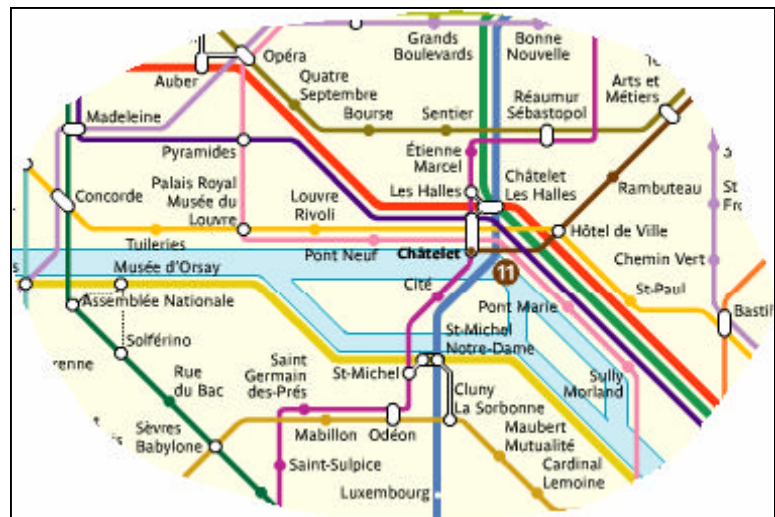 Grands
Boulevards
Bonne
Nouvelle
Opéra
Auber
Quatre
Septembre
Arts et
Métiers
Réaumur
Sébastopol
Madeleine
Bourse
Sentier
Pyramides
Étienne
Marcel
Châtelet
Les Halles
Les Halles
Rambuteau
Palais Royal
Musée du
Louvre
Louvre
Rivoli
Concorde
Hôtel de Ville
Tuileries
Pont Neuf
Châtelet
Chemin Vert
Musée d'Orsay
11
Cité
St-Paul
Assemblée Nationale
Pont Marie
Bastil
Solférino
St-Michel
Notre-Dame
Saint
Germain
des-Prés
St-Michel
Rue
du Bac
Sully
Morland
Cluny
La Sorbonne
Sèvres
Babylone
Mabillon
Odéon
Maubert
Mutualité
Saint-Sulpice
Cardinal
Lemoine
Luxembourg